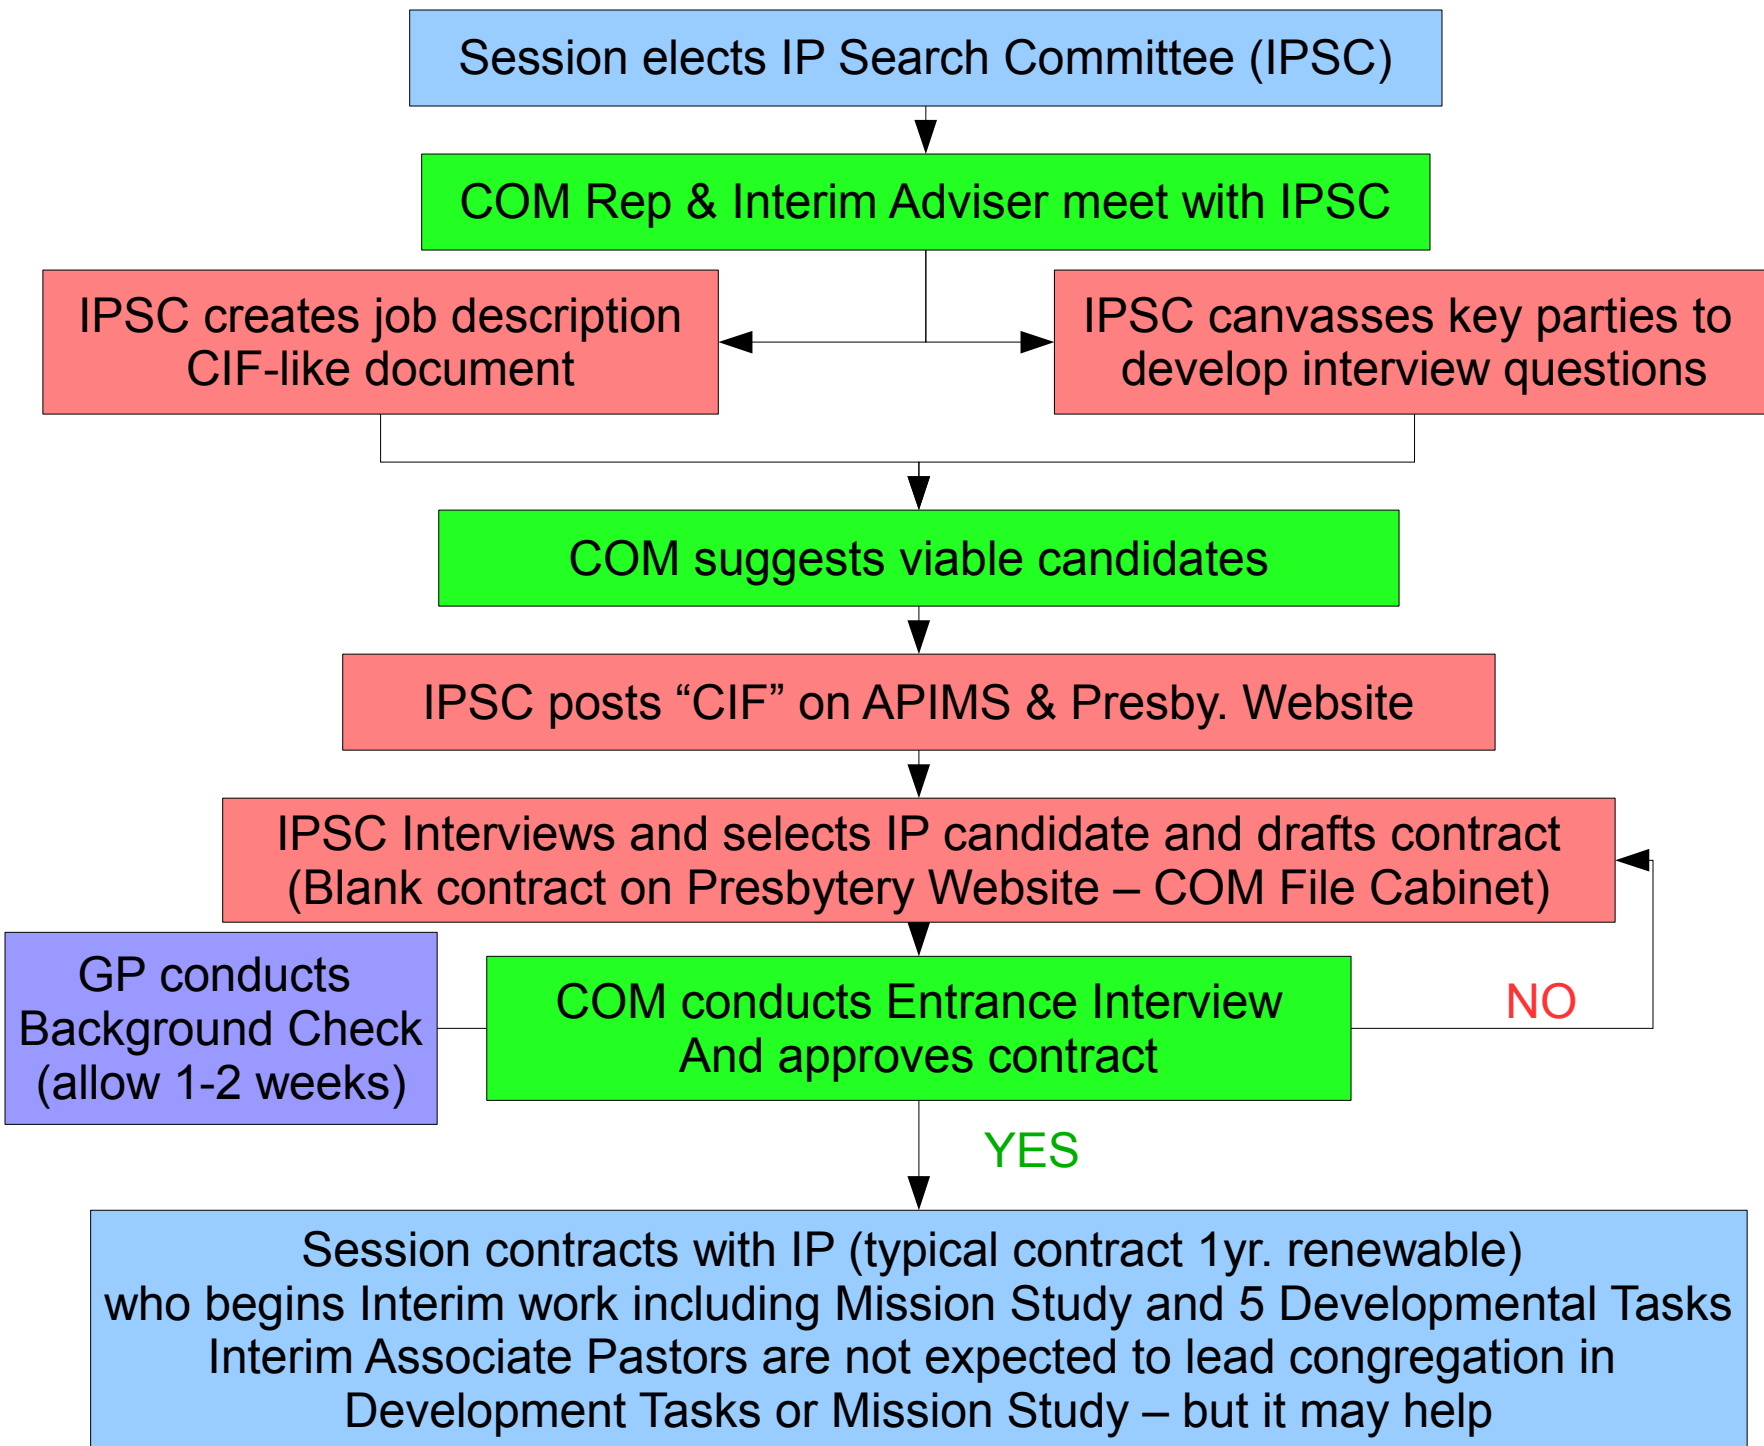 Session elects IP Search Committee (IPSC)
COM Rep & Interim Adviser meet with IPSC
IPSC creates job description
CIF-like document
IPSC canvasses key parties to
develop interview questions
COM suggests viable candidates
IPSC posts “CIF” on APIMS & Presby. Website
IPSC Interviews and selects IP candidate and drafts contract
(Blank contract on Presbytery Website – COM File Cabinet)
GP conducts
Background Check
(allow 1-2 weeks)
COM conducts Entrance Interview
And approves contract
NO
YES
Session contracts with IP (typical contract 1yr. renewable)
who begins Interim work including Mission Study and 5 Developmental Tasks
Interim Associate Pastors are not expected to lead congregation in
Development Tasks or Mission Study – but it may help